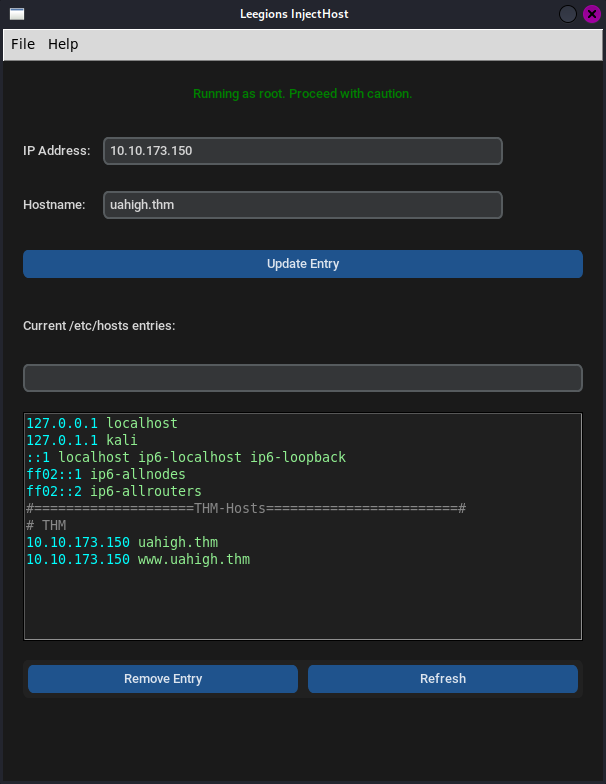 Leegions InjectHost
File Help
Running as root. Proceed with caution.
IP Address: 10.10.173.150
Hostname: uahigh.thm
Update Entry
Current /etc/hosts entries:
127.0.0.1 localhost
127.0.1.1 kali
::1 localhost ip6-localhost ip6-loopback
ff02::1 ip6-allnodes
ff02::2 ip6-allrouters
#====================THM-Hosts========================#
# THM
10.10.173.150 uahigh.thm
10.10.173.150 www.uahigh.thm
Remove Entry Refresh